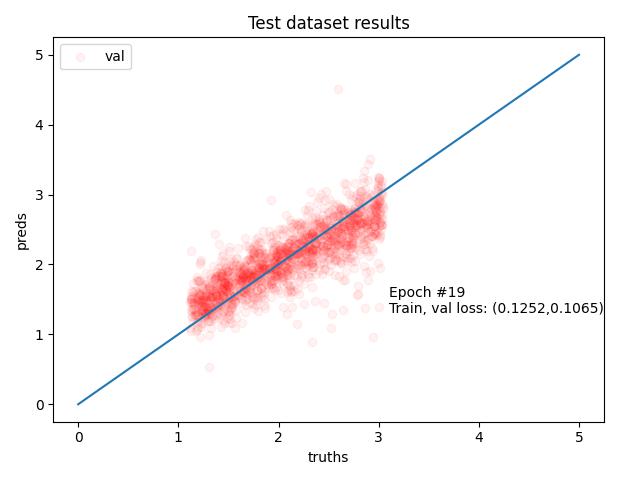 Test dataset results
val
5
4
3
2
1
0
preds
Epoch #19
Train, val loss: (0.1252,0.1065)
0 1 2 3 4 5
truths